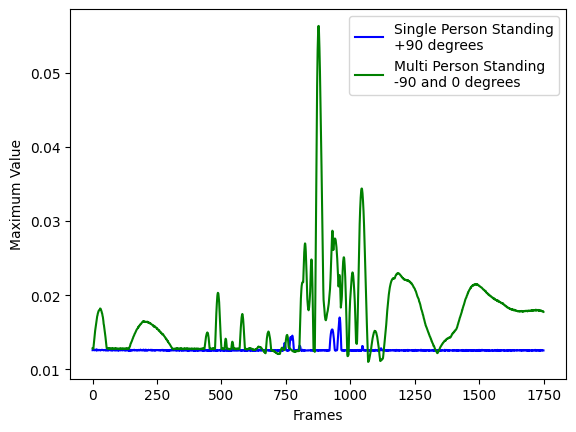 Single Person Standing
+90 degrees
Multi Person Standing
-90 and 0 degrees
Maximum Value
0.05
0.04
0.03
0.02
0.01
0
250
500
750
1000
1250
1500
1750
Frames